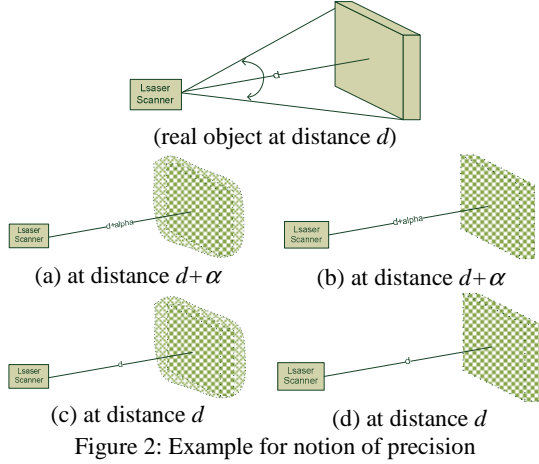 Lsaser
Scanner
d
(real object at distance d)
Lsaser
Scanner
d+alpha
Lsaser
Scanner
d+alpha
(a) at distance d+α
(b) at distance d+α
Lsaser
Scanner
d
Lsaser
Scanner
d
(c) at distance d
(d) at distance d
Figure 2: Example for notion of precision